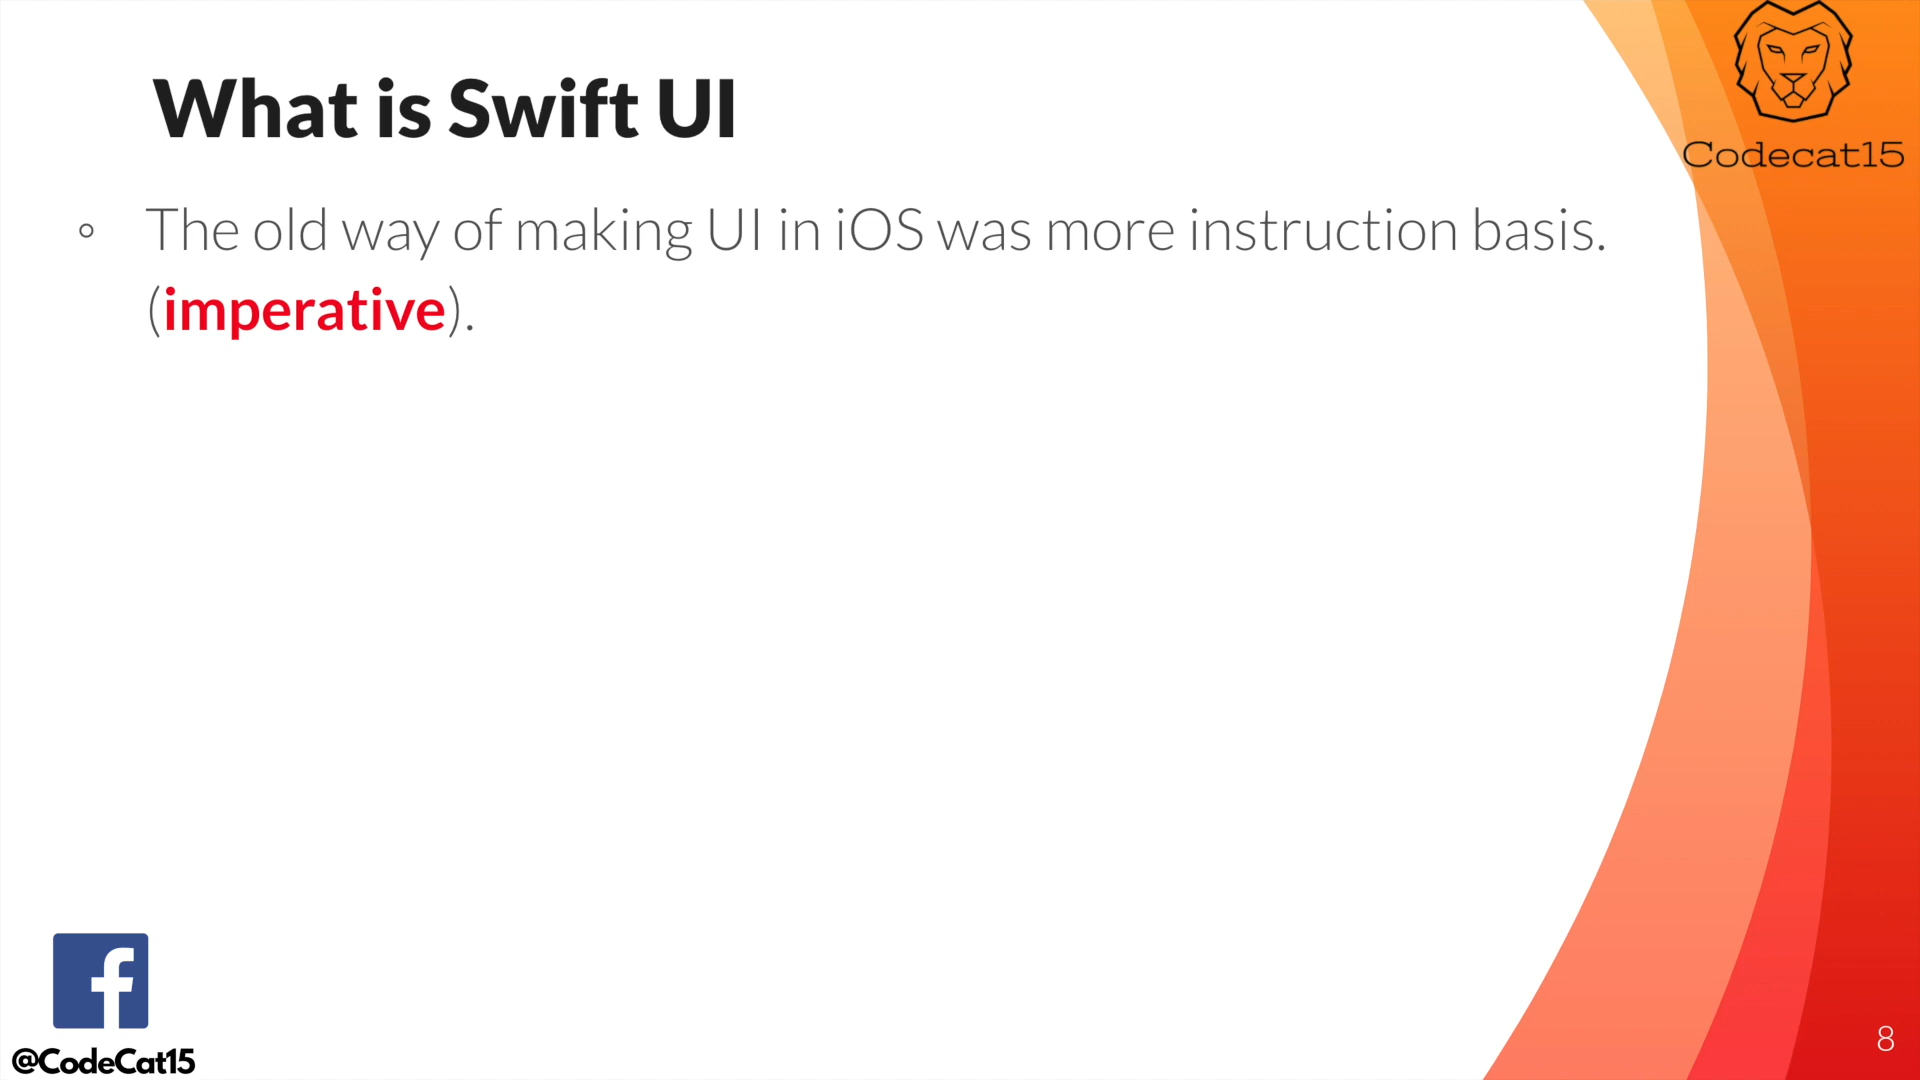 What is Swift UI
Codecat15
◦ The old way of making UI in iOS was more instruction basis.
(imperative).
f
@CodeCat15
8